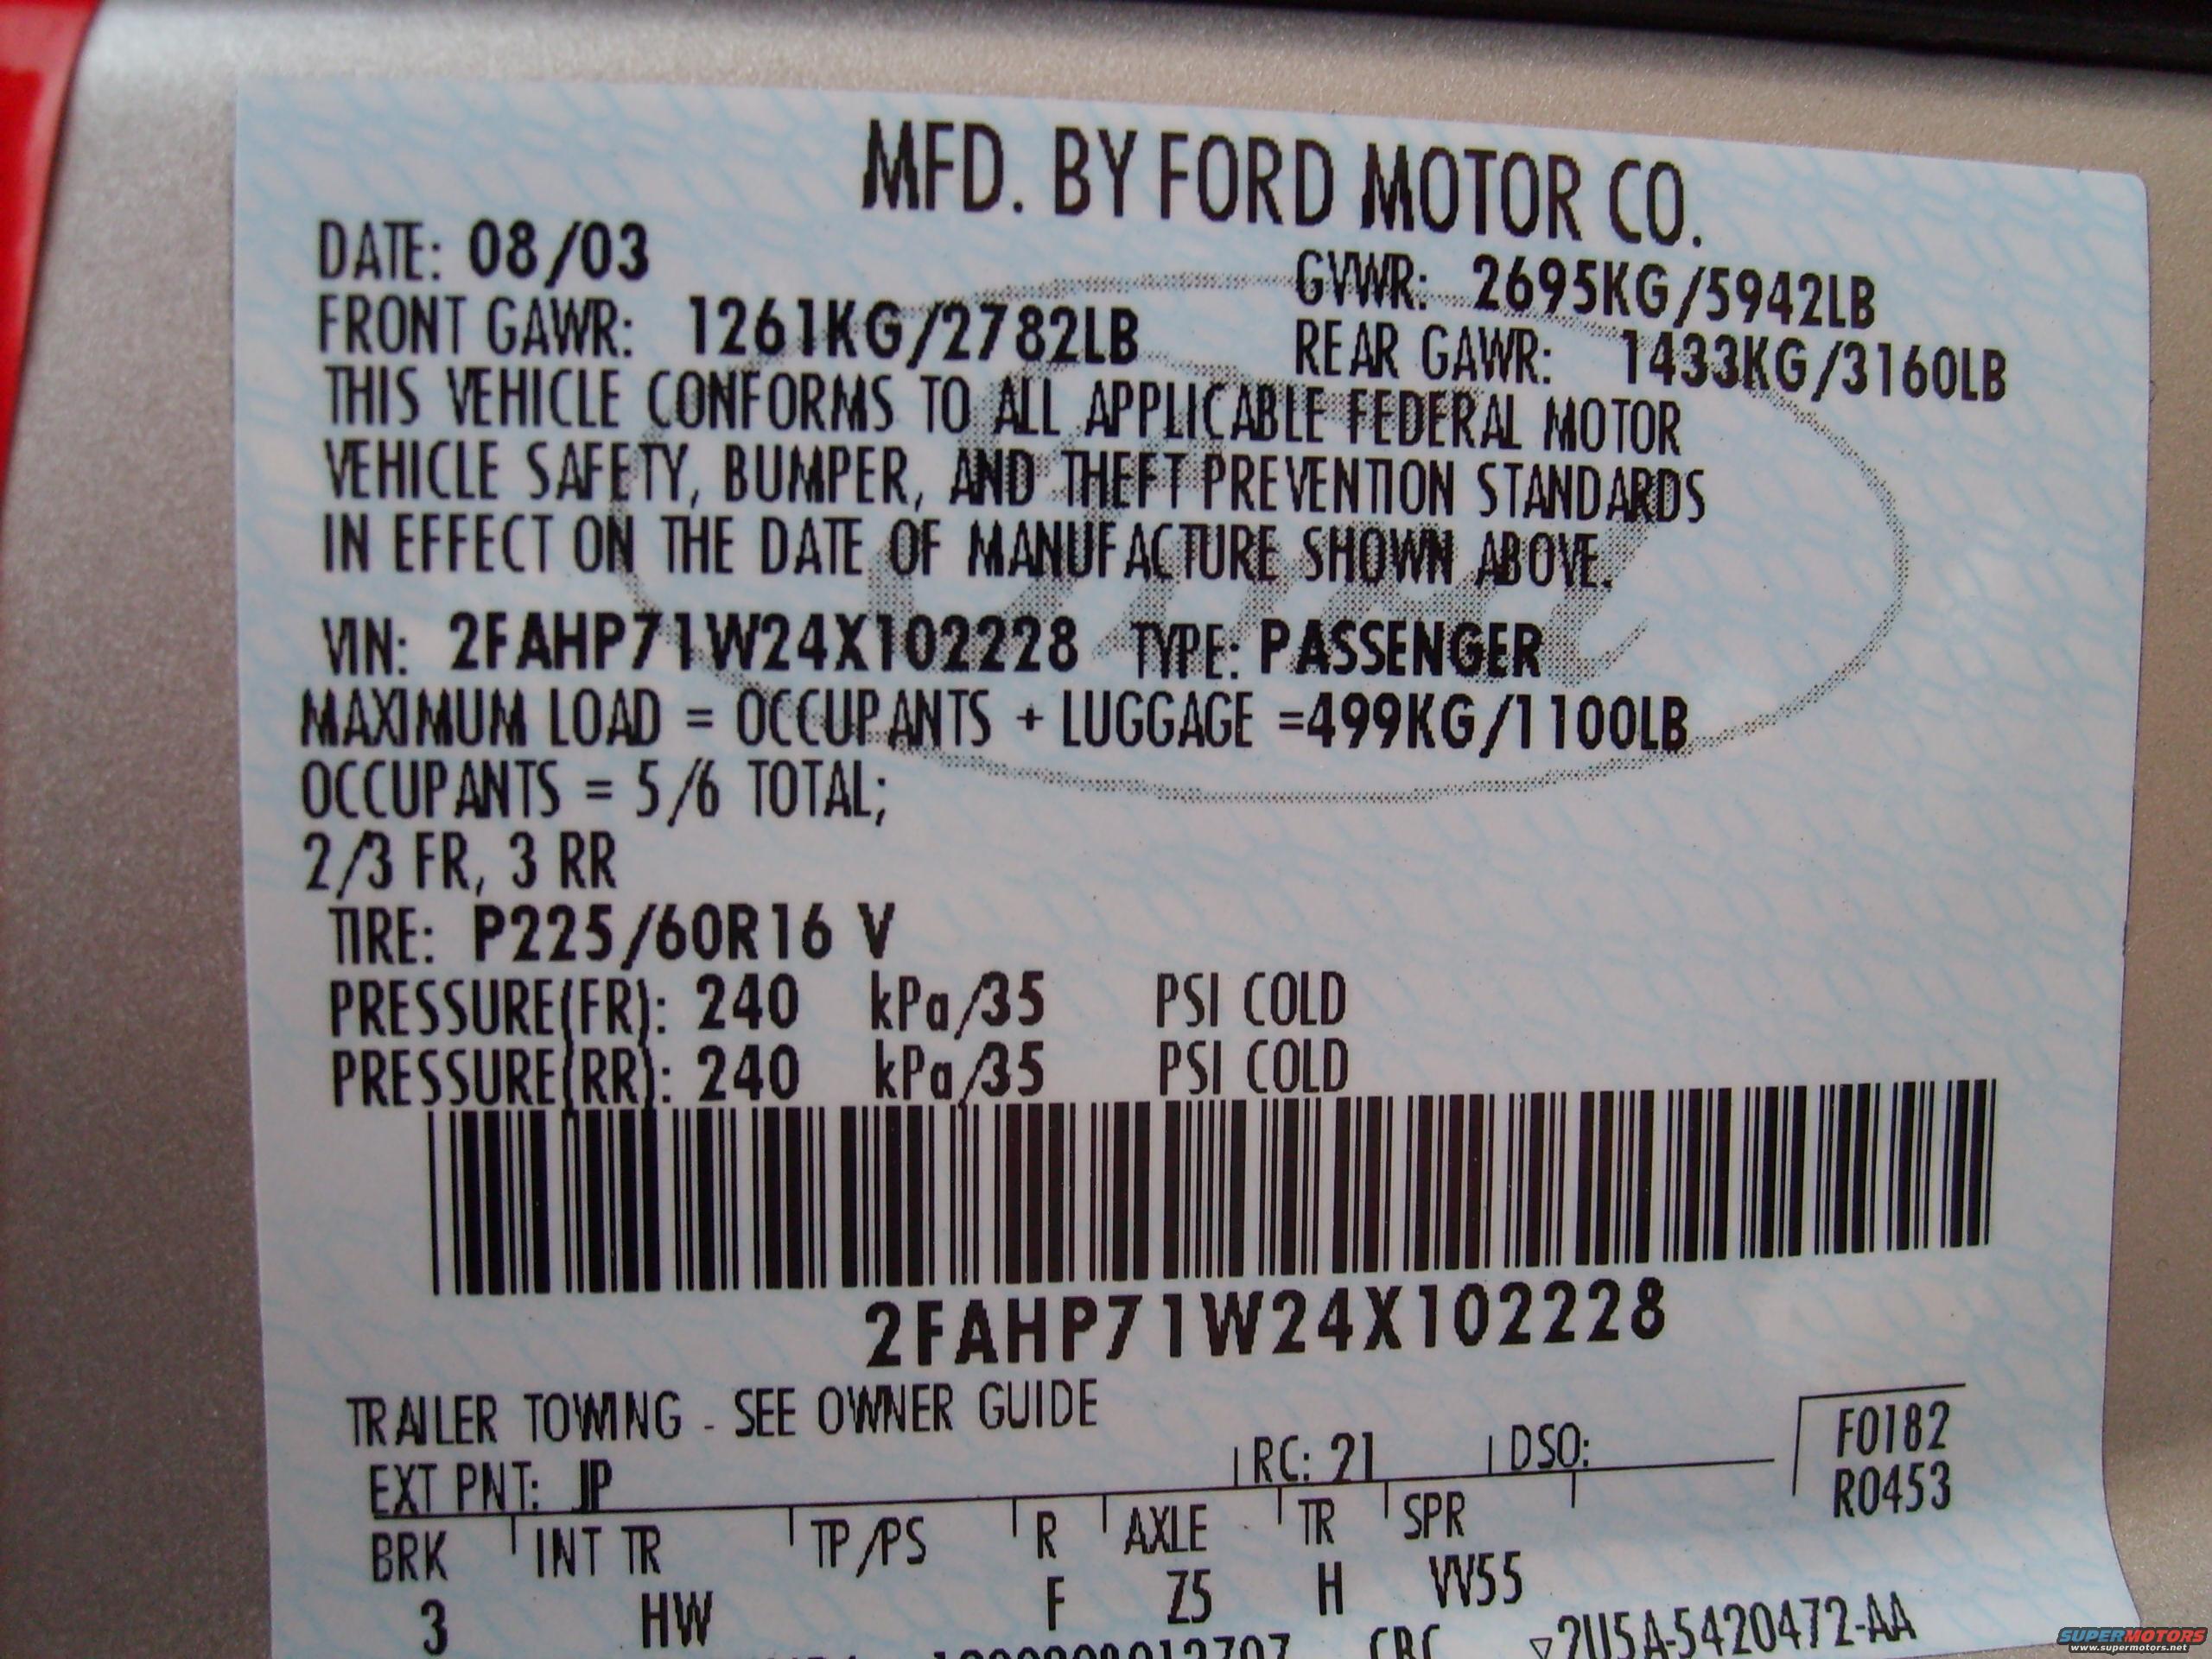 MFD. BY FORD MOTOR CO.
DATE: 08/03 GVWR: 2695KG/5942LB
FRONT GAWR: 1261KG/2782LB REAR GAWR: 1433KG/3160LB
THIS VEHICLE CONFORMS TO ALL APPLICABLE FEDERAL MOTOR
VEHICLE SAFETY, BUMPER, AND THEFT PREVENTION STANDARDS
IN EFFECT ON THE DATE OF MANUFACTURE SHOWN ABOVE.
VIN: 2FAHP71W24X102228 TYPE: PASSENGER
MAXIMUM LOAD = OCCUPANTS + LUGGAGE =499KG/1100LB
OCCUPANTS = 5/6 TOTAL;
2/3 FR, 3 RR
TIRE: P225/60R16 V
PRESSURE(FR): 240 kPa/35 PSI COLD
PRESSURE(RR): 240 kPa/35 PSI COLD
2FAHP71W24X102228
TRAILER TOWING - SEE OWNER GUIDE
EXT PNT: JP RC: 21 DSO: F0182
R0453
BRK INT TR TP/PS R AXLE TR SPR
3 HW F Z5 H VV55
▽2U5A-5420472-AA
SUPERMOTORS
www.supermotors.net